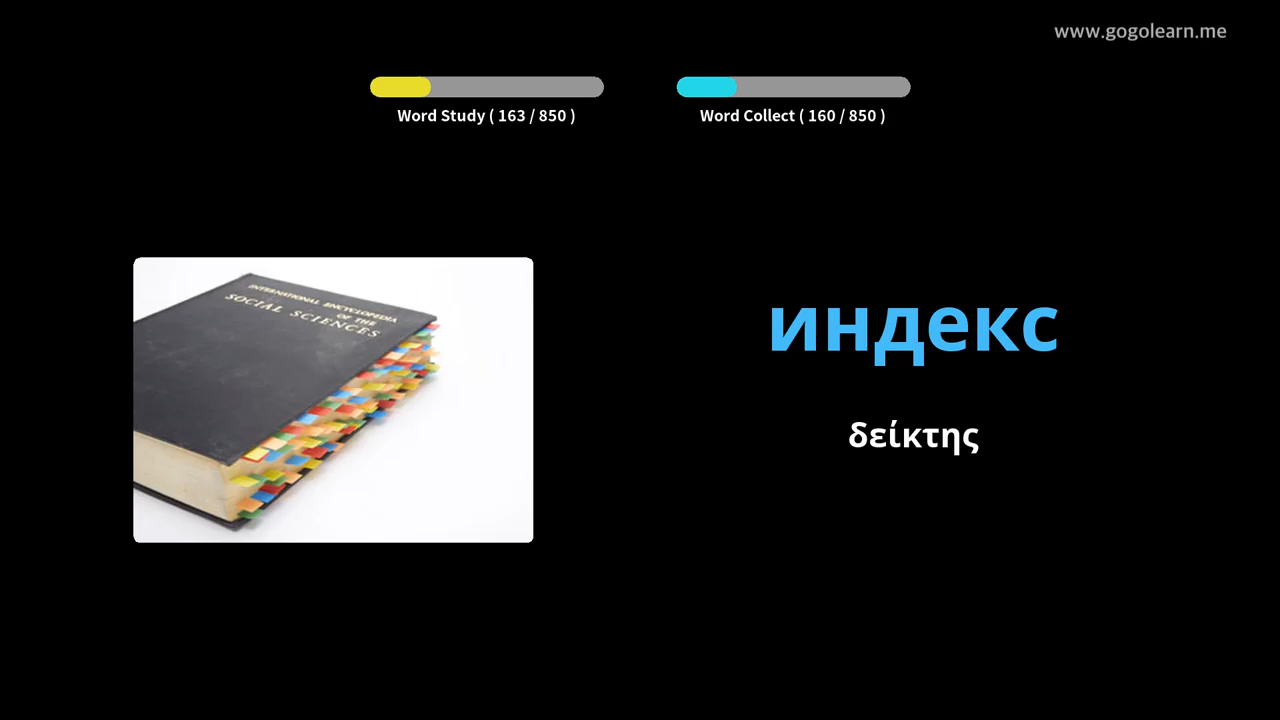 www.gogolearn.me
Word Study ( 163 / 850 )
Word Collect ( 160 / 850 )
INTERNATIONAL ENCYCLOPEDIA
OF THE
SOCIAL SCIENCES
индекс
δείκτης